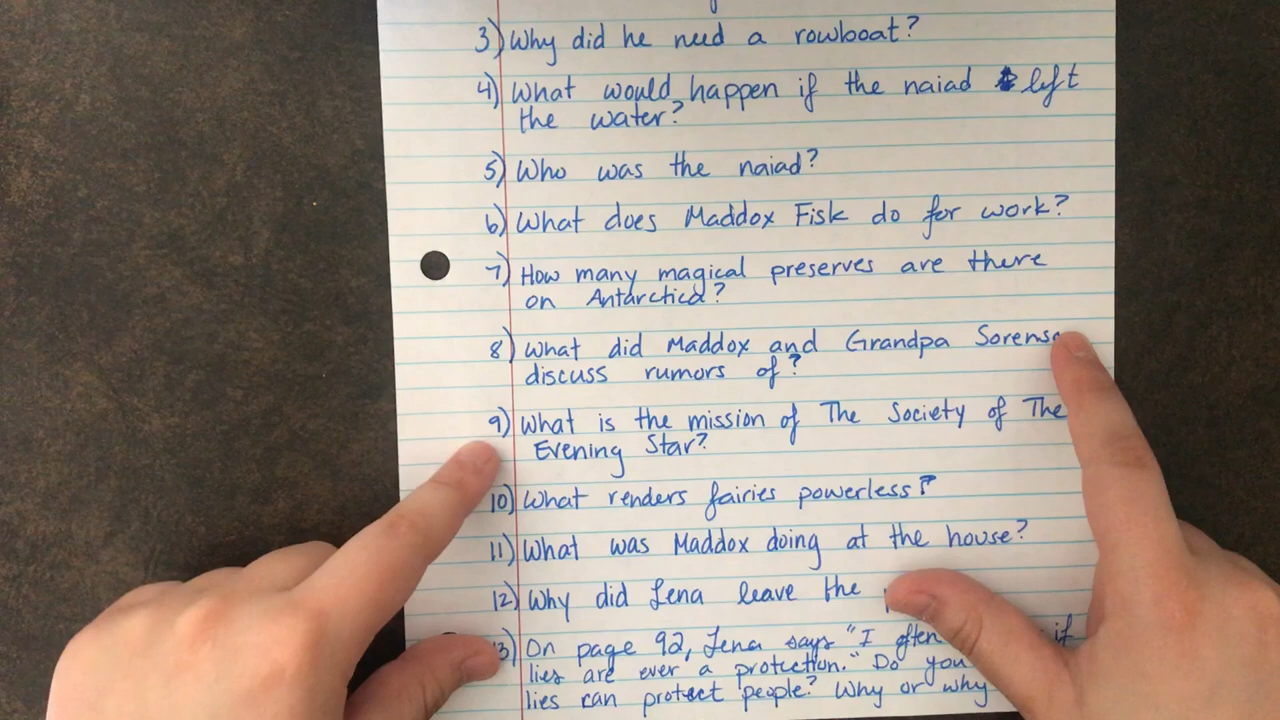 3) Why did he need a rowboat?
4) What would happen if the naiad left
the water?
5) Who was the naiad?
6) What does Maddox Fisk do for work?
7) How many magical preserves are there
on Antarctica?
8) What did Maddox and Grandpa
discuss rumors of?
9) What is the mission of The Society of The
Evening Star?
10) What renders fairies powerless?
11) What was Maddox doing at the house?
12) Why did Lena leave the
13) On page 92, Lena says "I often if
lies are ever a protection." Do you
lies can protect people? Why or why